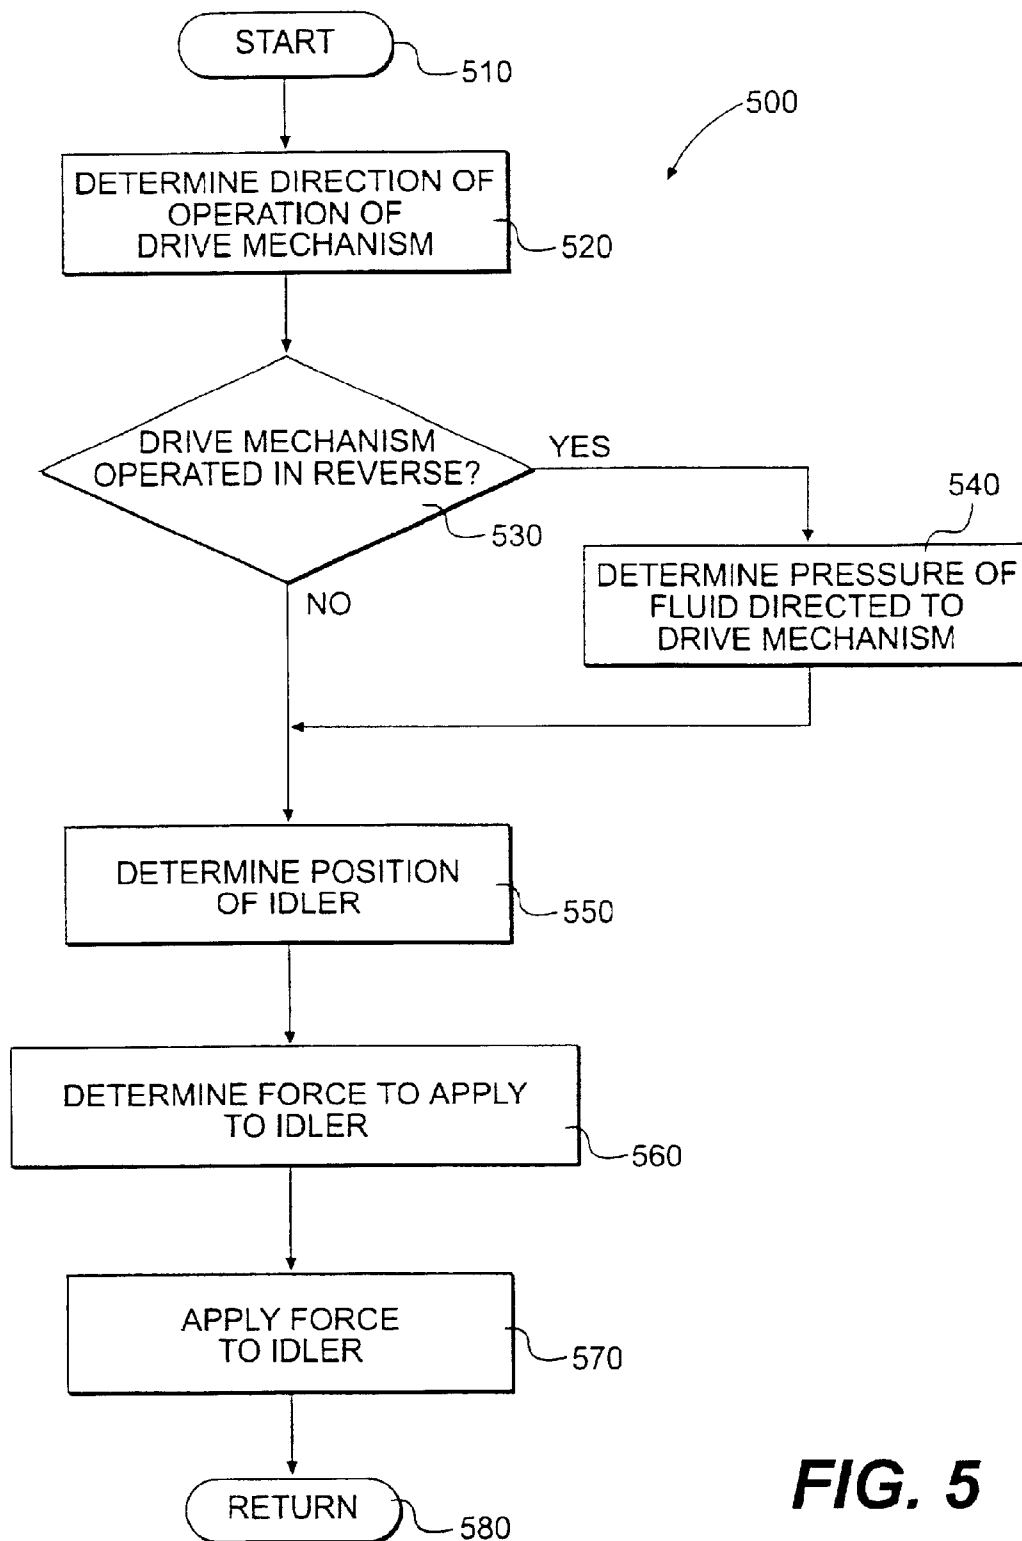 START
510
500
DETERMINE DIRECTION OF
OPERATION OF
DRIVE MECHANISM
520
DRIVE MECHANISM
OPERATED IN REVERSE?
530
YES
540
DETERMINE PRESSURE OF
FLUID DIRECTED TO
DRIVE MECHANISM
NO
DETERMINE POSITION
OF IDLER
550
DETERMINE FORCE TO APPLY
TO IDLER
560
APPLY FORCE
TO IDLER
570
RETURN
580
FIG. 5